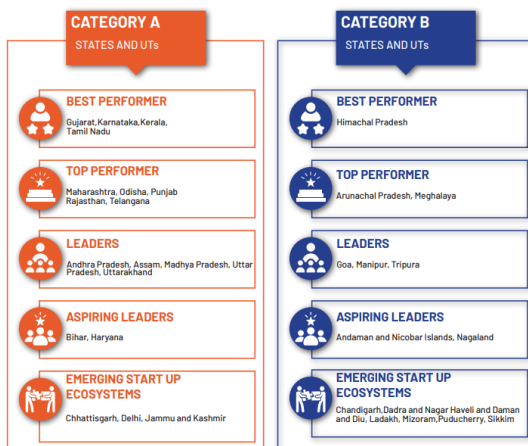 CATEGORY A
STATES AND UTs
BEST PERFORMER
Gujarat,Karnataka,Kerala,
Tamil Nadu
TOP PERFORMER
Maharashtra, Odisha, Punjab
Rajasthan, Telangana
LEADERS
Andhra Pradesh, Assam, Madhya Pradesh, Uttar
Pradesh, Uttarakhand
ASPIRING LEADERS
Bihar, Haryana
EMERGING START UP
ECOSYSTEMS
Chhattisgarh, Delhi, Jammu and Kashmir
CATEGORY B
STATES AND UTs
BEST PERFORMER
Himachal Pradesh
TOP PERFORMER
Arunachal Pradesh, Meghalaya
LEADERS
Goa, Manipur, Tripura
ASPIRING LEADERS
Andaman and Nicobar Islands, Nagaland
EMERGING START UP
ECOSYSTEMS
Chandigarh,Dadra and Nagar Haveli and Daman
and Diu, Ladakh, Mizoram,Puducherry, Sikkim